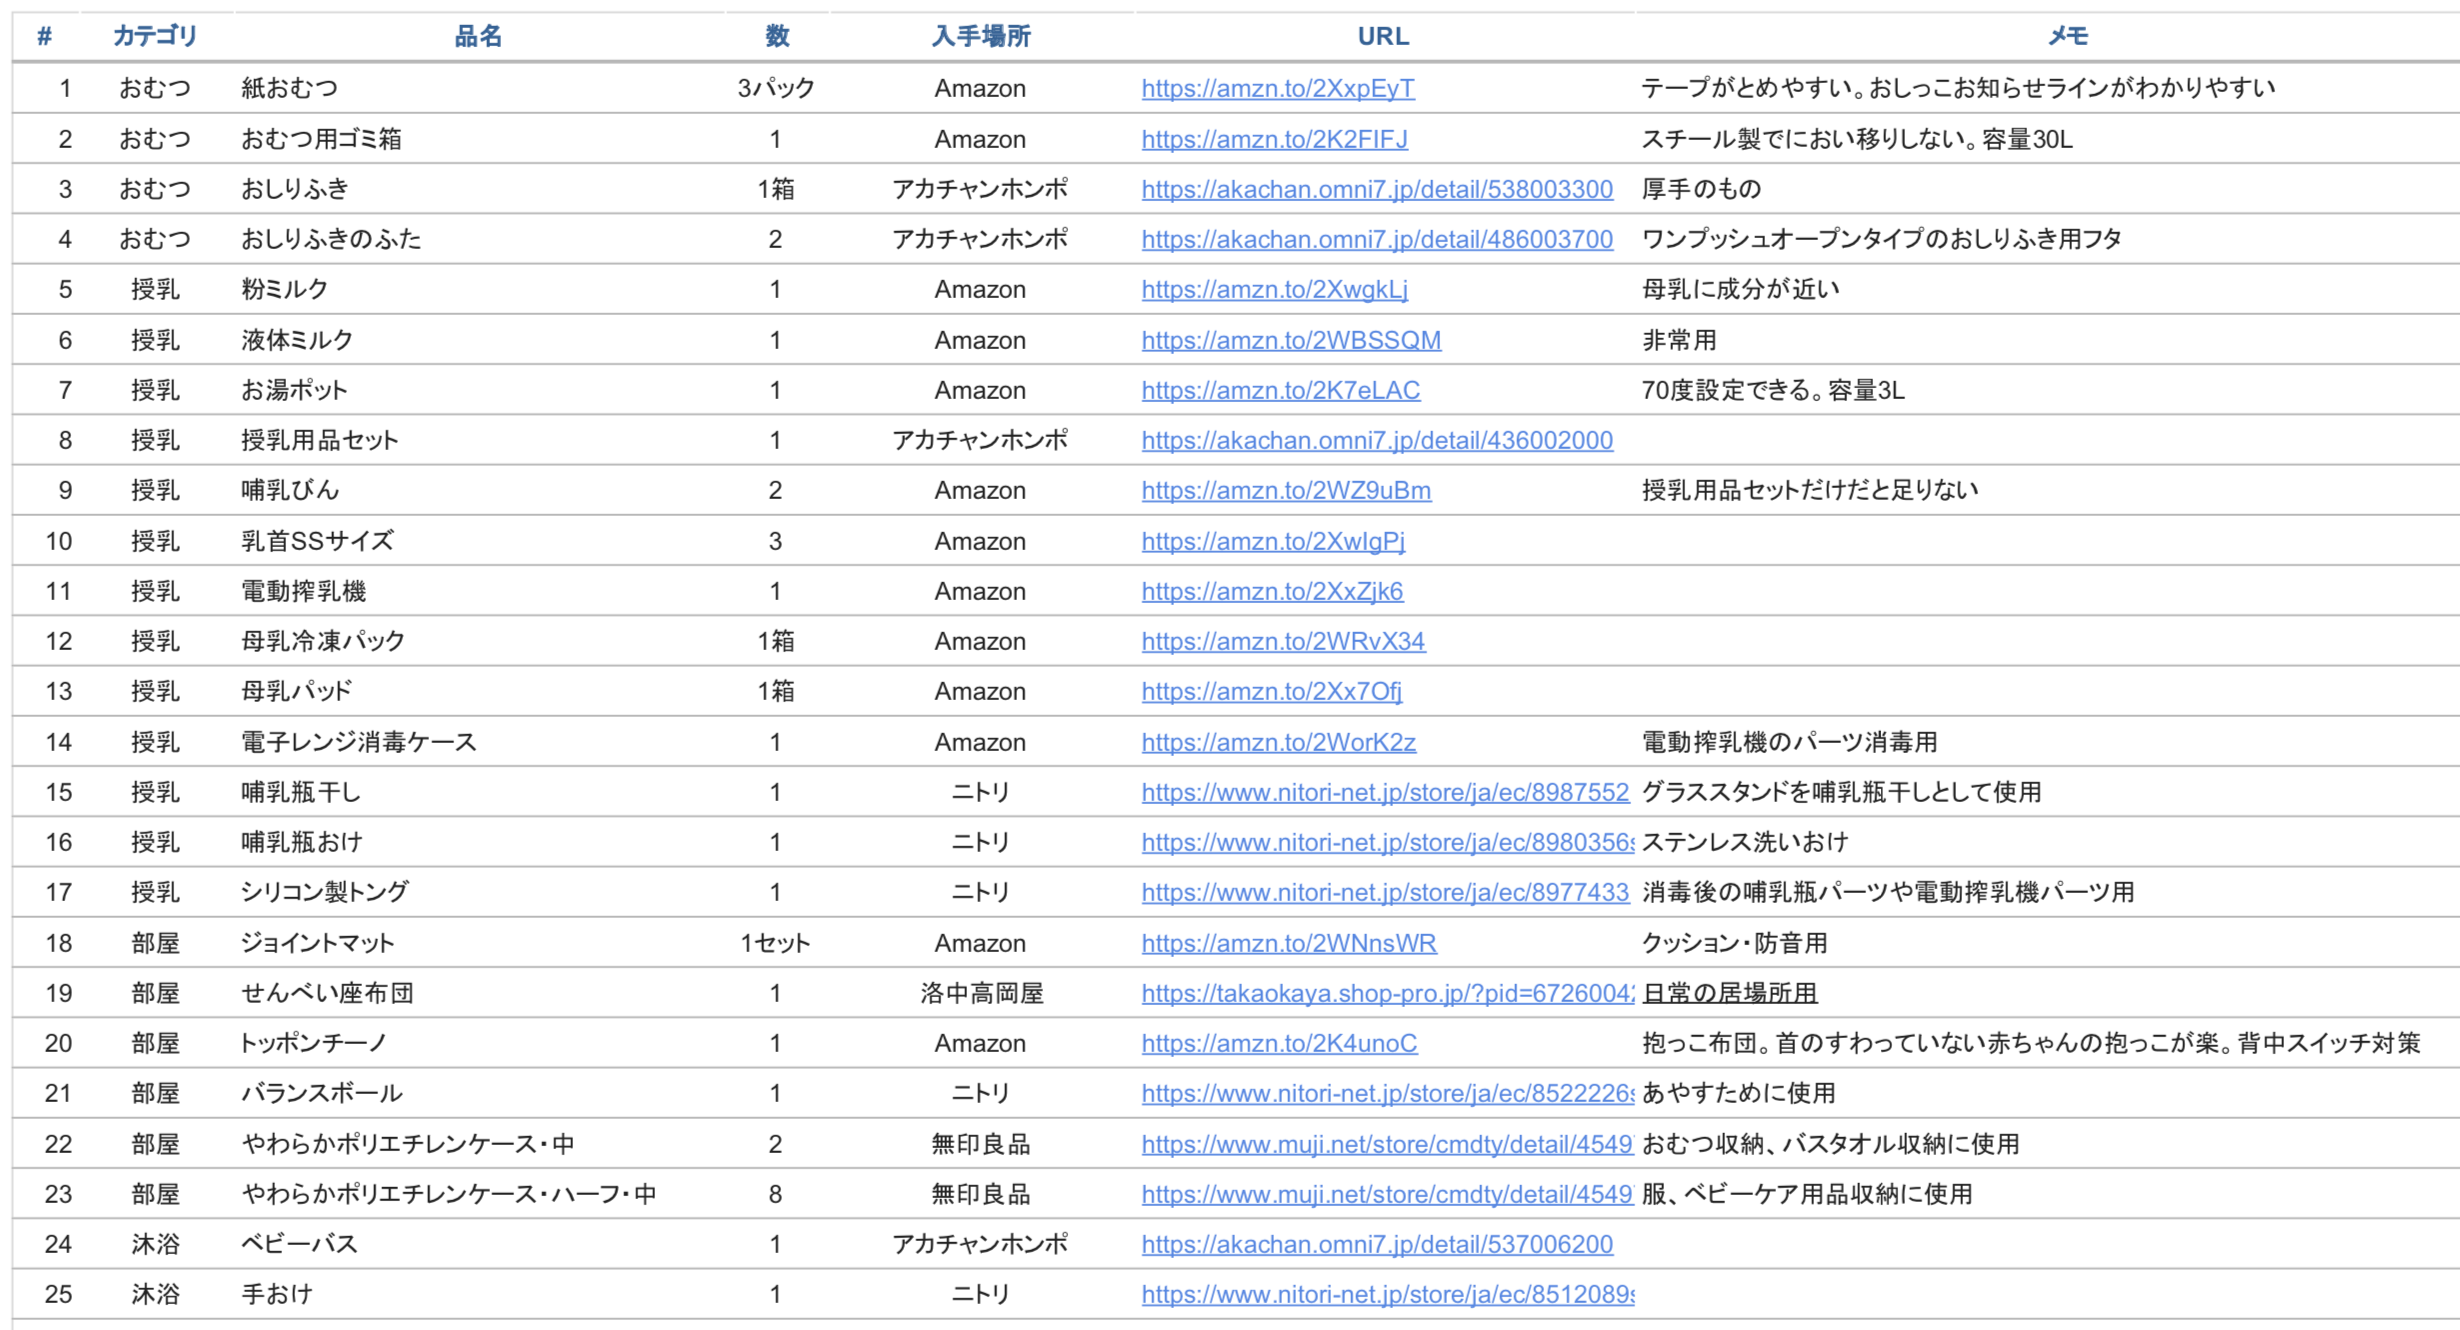 # カテゴリ 品名 数 入手場所 URL メモ
1 おむつ 紙おむつ 3パック Amazon https://amzn.to/2XxpEyT テープがとめやすい。おしっこお知らせラインがわかりやすい
2 おむつ おむつ用ゴミ箱 1 Amazon https://amzn.to/2K2FIFJ スチール製でにおい移りしない。容量30L
3 おむつ おしりふき 1箱 アカチャンホンポ https://akachan.omni7.jp/detail/538003300 厚手のもの
4 おむつ おしりふきのふた 2 アカチャンホンポ https://akachan.omni7.jp/detail/486003700 ワンプッシュオープンタイプのおしりふき用フタ
5 授乳 粉ミルク 1 Amazon https://amzn.to/2XwgkLj 母乳に成分が近い
6 授乳 液体ミルク 1 Amazon https://amzn.to/2WBSSQM 非常用
7 授乳 お湯ポット 1 Amazon https://amzn.to/2K7eLAC 70度設定できる。容量3L
8 授乳 授乳用品セット 1 アカチャンホンポ https://akachan.omni7.jp/detail/436002000
9 授乳 哺乳びん 2 Amazon https://amzn.to/2WZ9uBm 授乳用品セットだけだと足りない
10 授乳 乳首SSサイズ 3 Amazon https://amzn.to/2XwIgPj
11 授乳 電動搾乳機 1 Amazon https://amzn.to/2XxZjk6
12 授乳 母乳冷凍パック 1箱 Amazon https://amzn.to/2WRvX34
13 授乳 母乳パッド 1箱 Amazon https://amzn.to/2Xx7Ofj
14 授乳 電子レンジ消毒ケース 1 Amazon https://amzn.to/2WorK2z 電動搾乳機のパーツ消毒用
15 授乳 哺乳瓶干し 1 ニトリ https://www.nitori-net.jp/store/ja/ec/8987552 グラススタンドを哺乳瓶干しとして使用
16 授乳 哺乳瓶おけ 1 ニトリ https://www.nitori-net.jp/store/ja/ec/8980356s ステンレス洗いおけ
17 授乳 シリコン製トング 1 ニトリ https://www.nitori-net.jp/store/ja/ec/8977433 消毒後の哺乳瓶パーツや電動搾乳機パーツ用
18 部屋 ジョイントマット 1セット Amazon https://amzn.to/2WNnsWR クッション・防音用
19 部屋 せんべい座布団 1 洛中高岡屋 https://takaokaya.shop-pro.jp/?pid=6726004 日常の居場所用
20 部屋 トッポンチーノ 1 Amazon https://amzn.to/2K4unoC 抱っこ布団。首のすわっていない赤ちゃんの抱っこが楽。背中スイッチ対策
21 部屋 バランスボール 1 ニトリ https://www.nitori-net.jp/store/ja/ec/8522226s あやすために使用
22 部屋 やわらかポリエチレンケース・中 2 無印良品 https://www.muji.net/store/cmdty/detail/4549 おむつ収納、バスタオル収納に使用
23 部屋 やわらかポリエチレンケース・ハーフ・中 8 無印良品 https://www.muji.net/store/cmdty/detail/4549 服、ベビーケア用品収納に使用
24 沐浴 ベビーバス 1 アカチャンホンポ https://akachan.omni7.jp/detail/537006200
25 沐浴 手おけ 1 ニトリ https://www.nitori-net.jp/store/ja/ec/8512089s